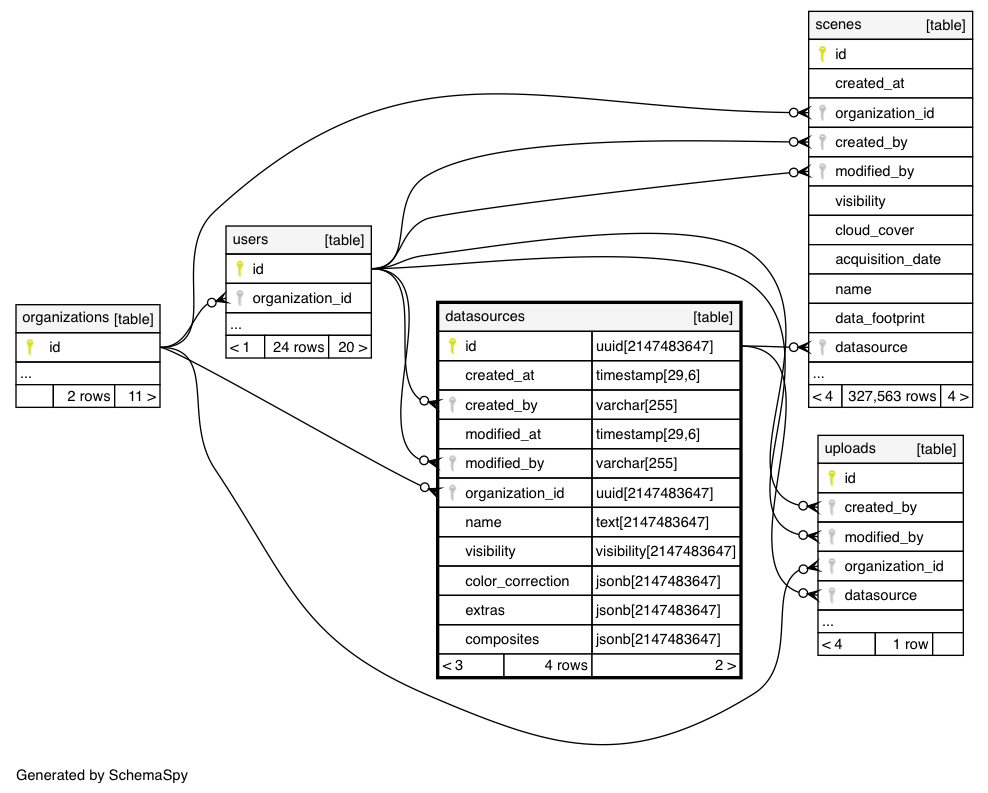 scenes [table]
id
created_at
organization_id
created_by
modified_by
visibility
cloud_cover
acquisition_date
name
data_footprint
datasource
...
< 4 327,563 rows 4 >
users [table]
id
organization_id
...
< 1 24 rows 20 >
organizations [table]
id
...
2 rows 11 >
datasources [table]
id uuid[2147483647]
created_at timestamp[29,6]
created_by varchar[255]
modified_at timestamp[29,6]
modified_by varchar[255]
organization_id uuid[2147483647]
name text[2147483647]
visibility visibility[2147483647]
color_correction jsonb[2147483647]
extras jsonb[2147483647]
composites jsonb[2147483647]
< 3 4 rows 2 >
uploads [table]
id
created_by
modified_by
organization_id
datasource
...
< 4 1 row
Generated by SchemaSpy